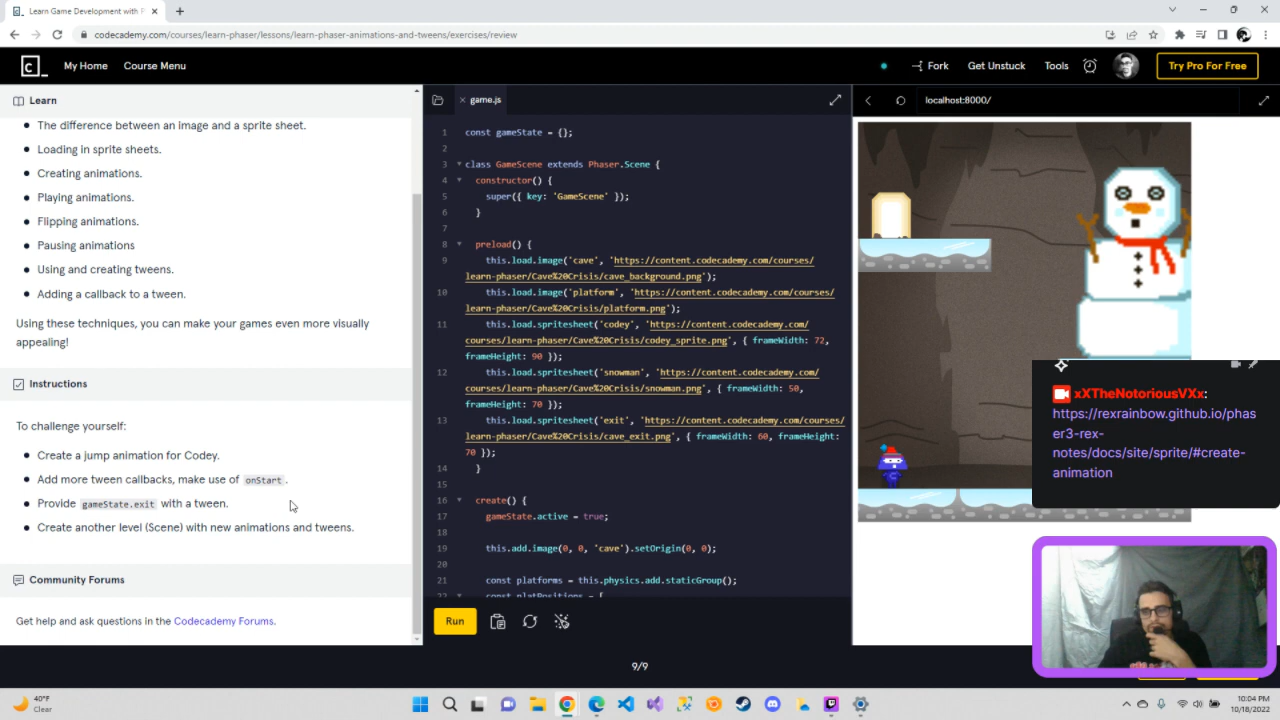 Learn Game Development with P
codecademy.com/courses/learn-phaser/lessons/learn-phaser-animations-and-tweens/exercises/review
My Home
Course Menu
Fork
Get Unstuck
Tools
Try Pro For Free
Learn
The difference between an image and a sprite sheet.
Loading in sprite sheets.
Creating animations.
Playing animations.
Flipping animations.
Pausing animations
Using and creating tweens.
Adding a callback to a tween.
Using these techniques, you can make your games even more visually
appealing!
Instructions
To challenge yourself:
Create a jump animation for Codey.
Add more tween callbacks, make use of onStart.
Provide gameState.exit with a tween.
Create another level (Scene) with new animations and tweens.
Community Forums
Get help and ask questions in the Codecademy Forums.
game.js
1 const gameState = {};
2
3 class GameScene extends Phaser.Scene {
4 constructor() {
5 super({ key: 'GameScene' });
6 }
7
8 preload() {
9 this.load.image('cave', 'https://content.codecademy.com/courses/
learn-phaser/Cave%20Crisis/cave_background.png');
10 this.load.image('platform', 'https://content.codecademy.com/courses/
learn-phaser/Cave%20Crisis/platform.png');
11 this.load.spritesheet('codey', 'https://content.codecademy.com/
courses/learn-phaser/Cave%20Crisis/codey_sprite.png', { frameWidth: 72,
frameHeight: 90 });
12 this.load.spritesheet('snowman', 'https://content.codecademy.com/
courses/learn-phaser/Cave%20Crisis/snowman.png', { frameWidth: 50,
frameHeight: 70 });
13 this.load.spritesheet('exit', 'https://content.codecademy.com/courses/
learn-phaser/Cave%20Crisis/cave_exit.png', { frameWidth: 60, frameHeight:
70 });
14 }
15
16 create() {
17 gameState.active = true;
18
19 this.add.image(0, 0, 'cave').setOrigin(0, 0);
20
21 const platforms = this.physics.add.staticGroup();
22 const platPositions = [
Run
9/9
localhost:8000/
xXTheNotoriousVXx:
https://rexrainbow.github.io/phas
er3-rex-
notes/docs/site/sprite/#create-
animation
40°F
Clear
10:04 PM
10/18/2022